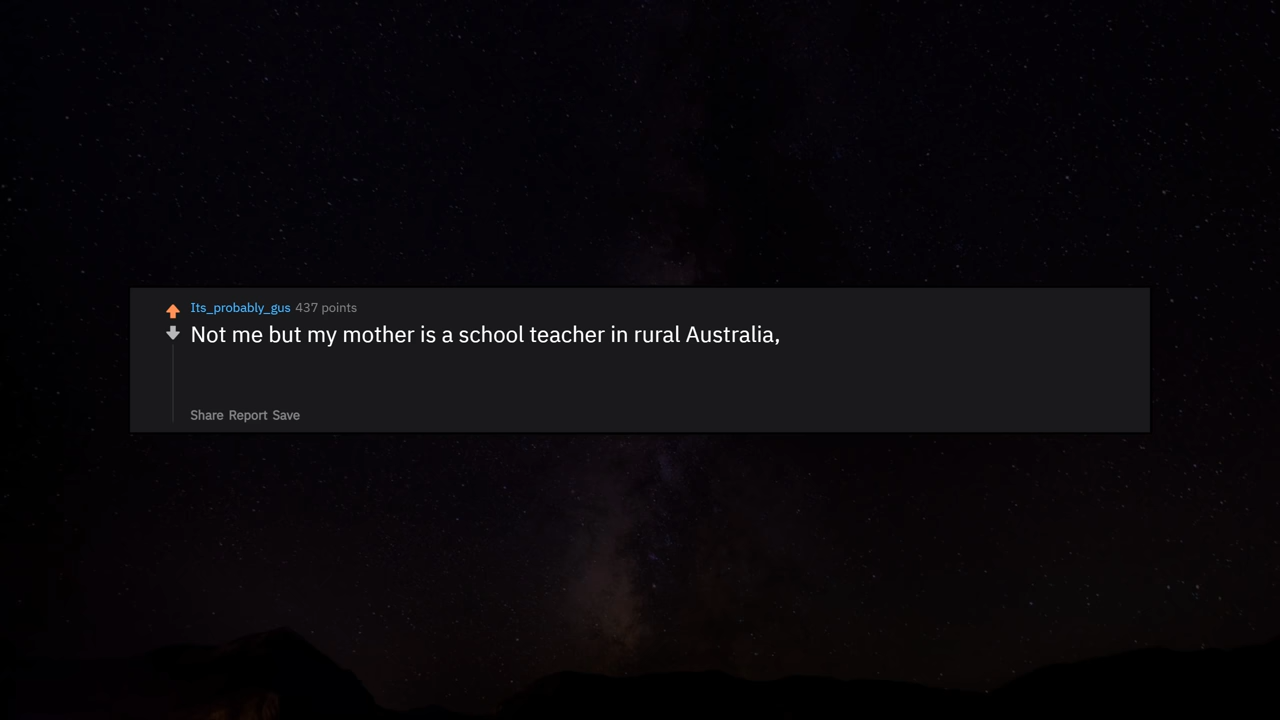 Its_probably_gus 437 points
Not me but my mother is a school teacher in rural Australia,
Share Report Save